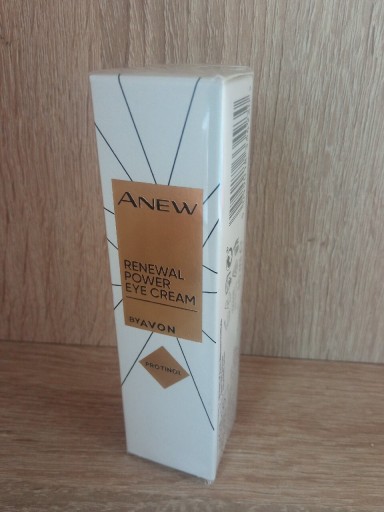 ANEW
RENEWAL
POWER
EYE CREAM
BY AVON
PROTINOL